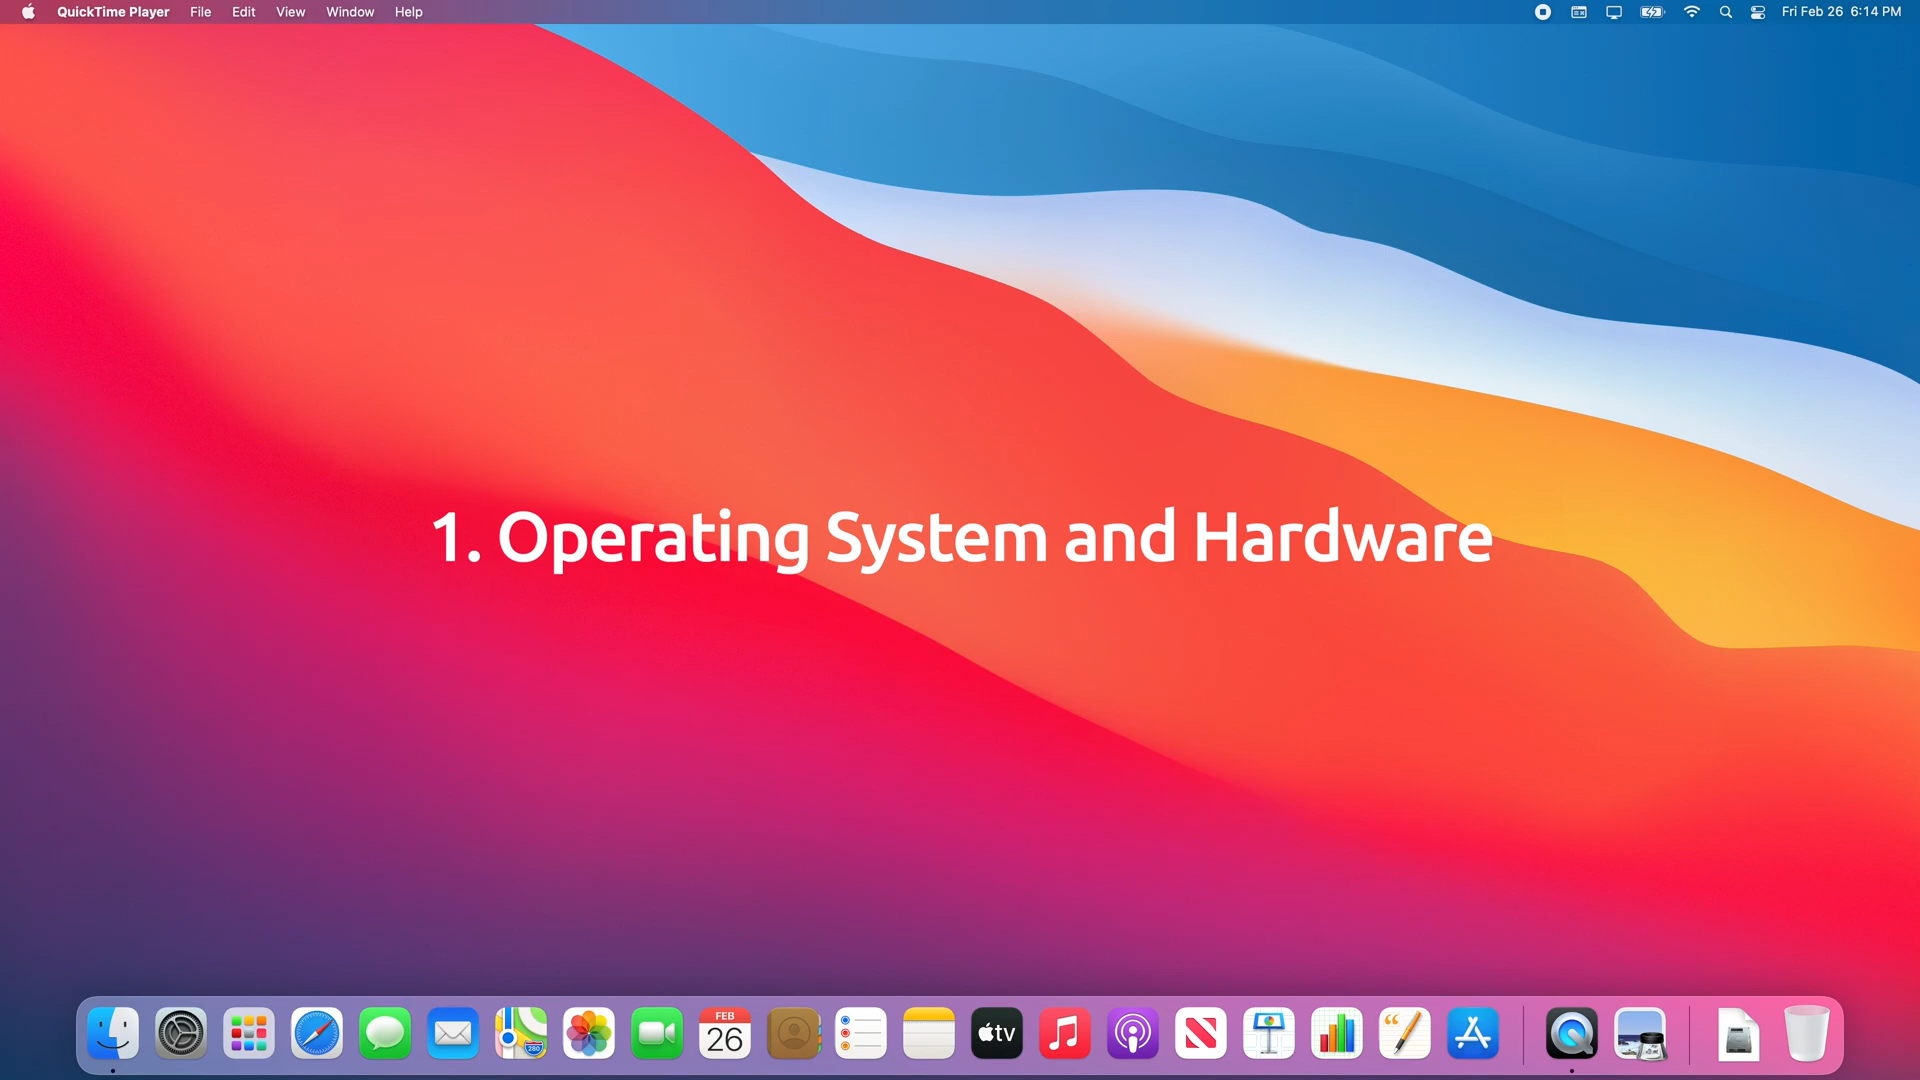 QuickTime Player File Edit View Window Help Fri Feb 26 6:14 PM
1. Operating System and Hardware
280
FEB
26
tv